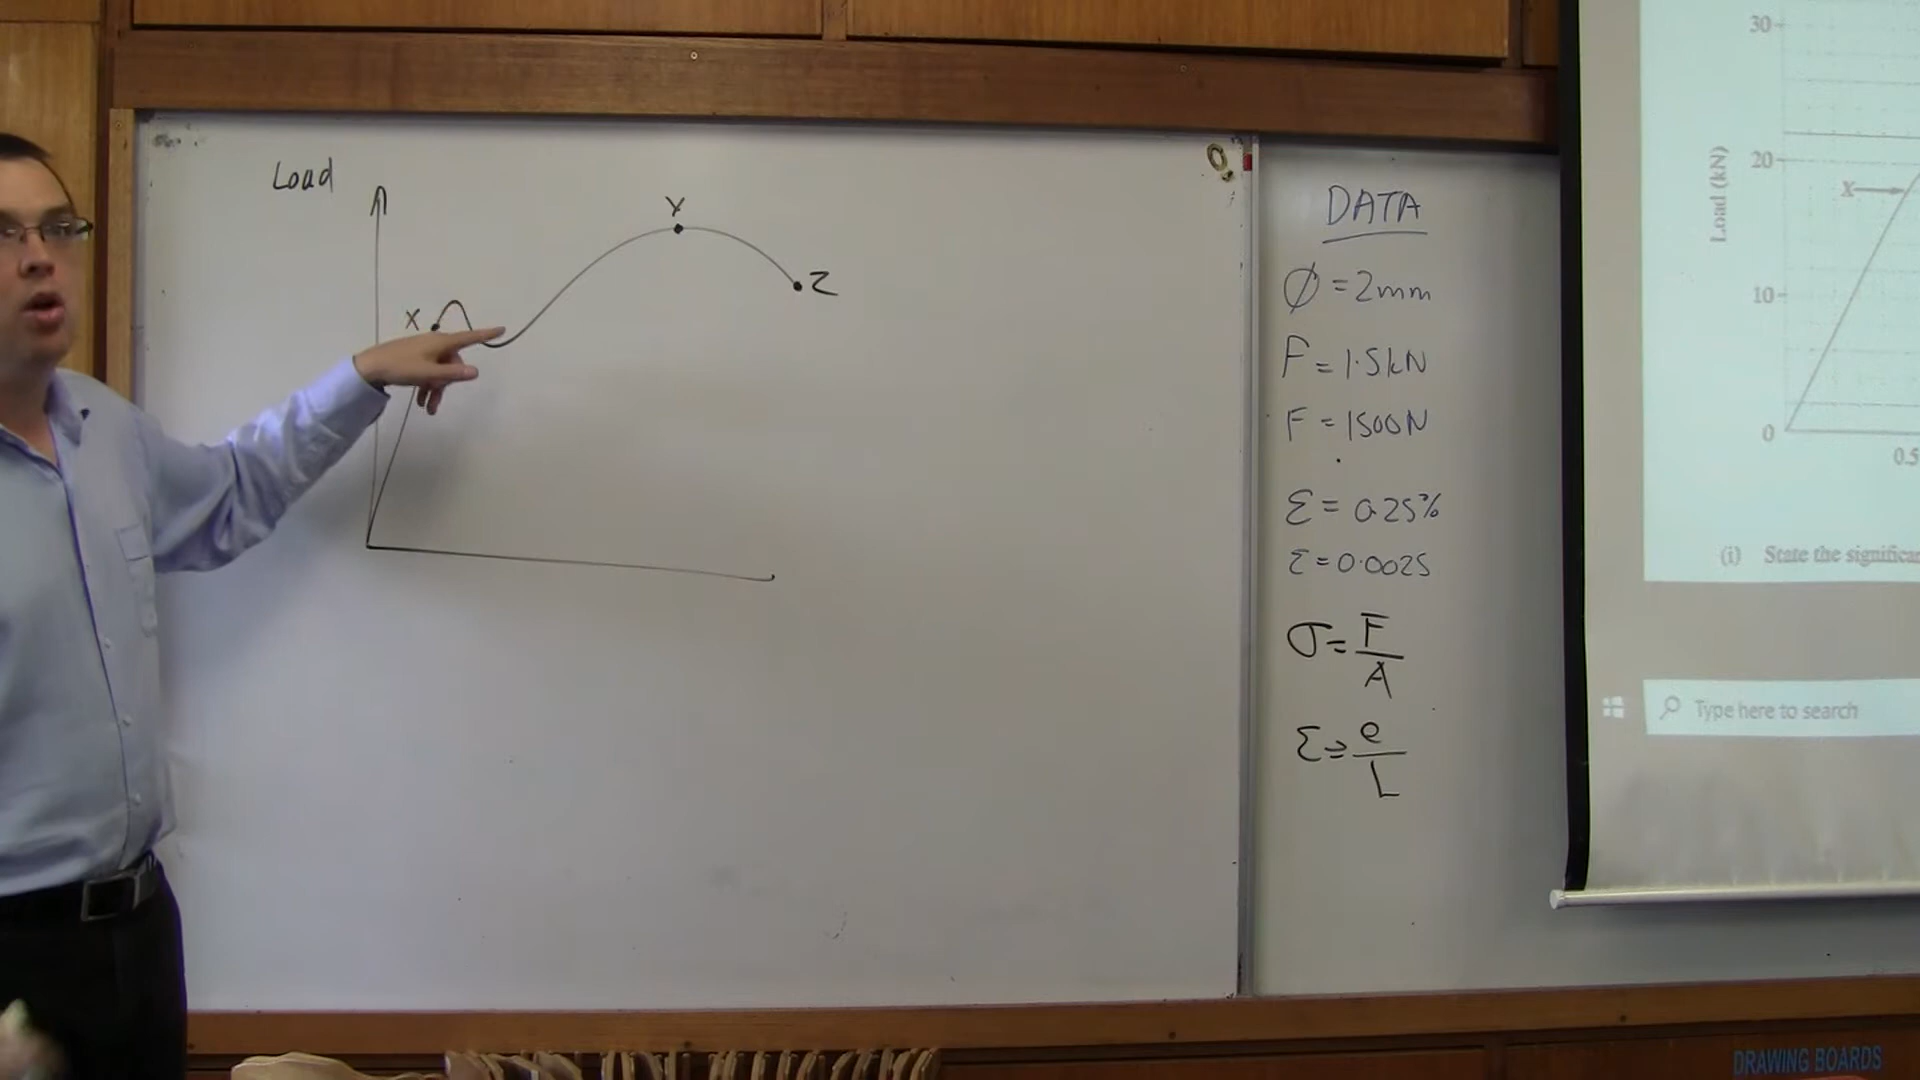 Load
X
Y
Z
DATA
∅ = 2mm
F = 1.5kN
F = 1500N
Ɛ = 0.25%
Ɛ = 0.0025
σ = F/A
Ɛ = e/L
Load (kN)
30
20
X
10
0
0.5
(i) State the significa
Type here to search
DRAWING BOARDS